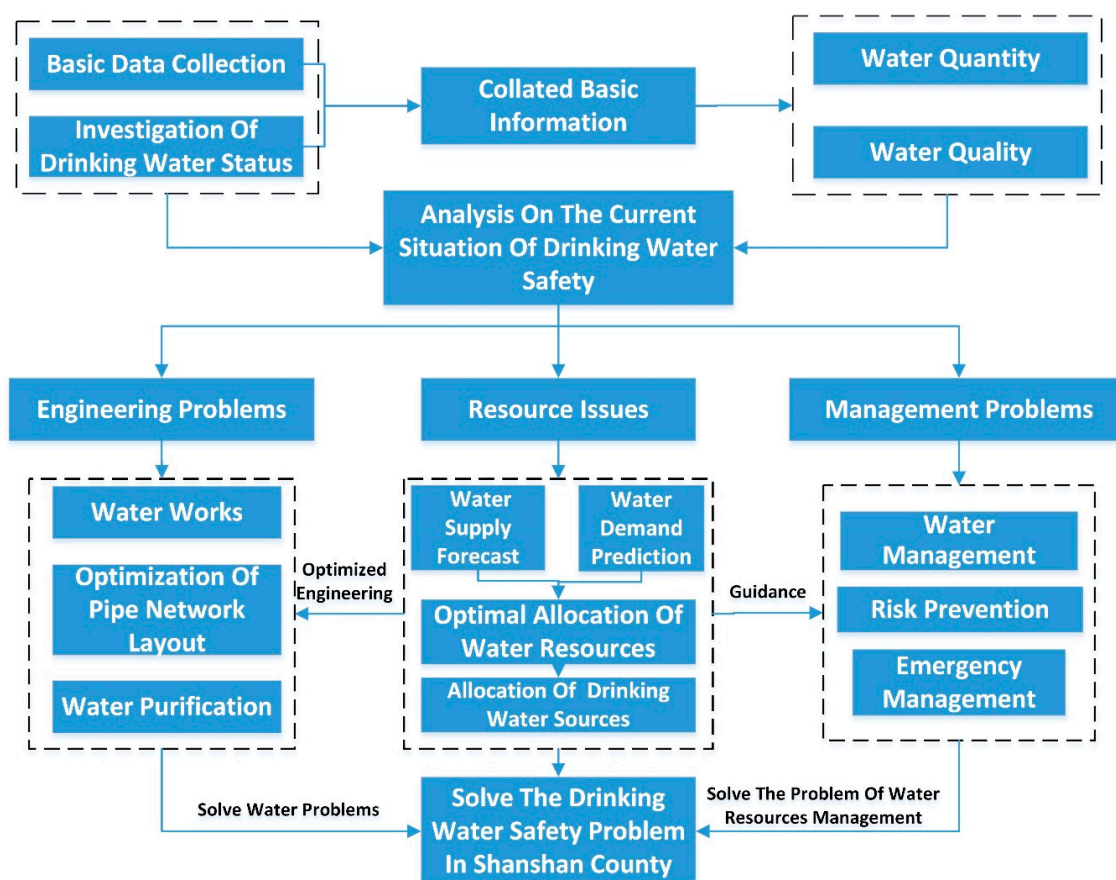 Basic Data Collection
Investigation Of
Drinking Water Status
Collated Basic
Information
Water Quantity
Water Quality
Analysis On The Current
Situation Of Drinking Water
Safety
Engineering Problems
Resource Issues
Management Problems
Water Works
Optimization Of
Pipe Network
Layout
Water Purification
Optimized
Engineering
Water
Supply
Forecast
Water
Demand
Prediction
Optimal Allocation Of
Water Resources
Allocation Of Drinking
Water Sources
Guidance
Water
Management
Risk Prevention
Emergency
Management
Solve Water Problems
Solve The Drinking
Water Safety Problem
In Shanshan County
Solve The Problem Of Water
Resources Management